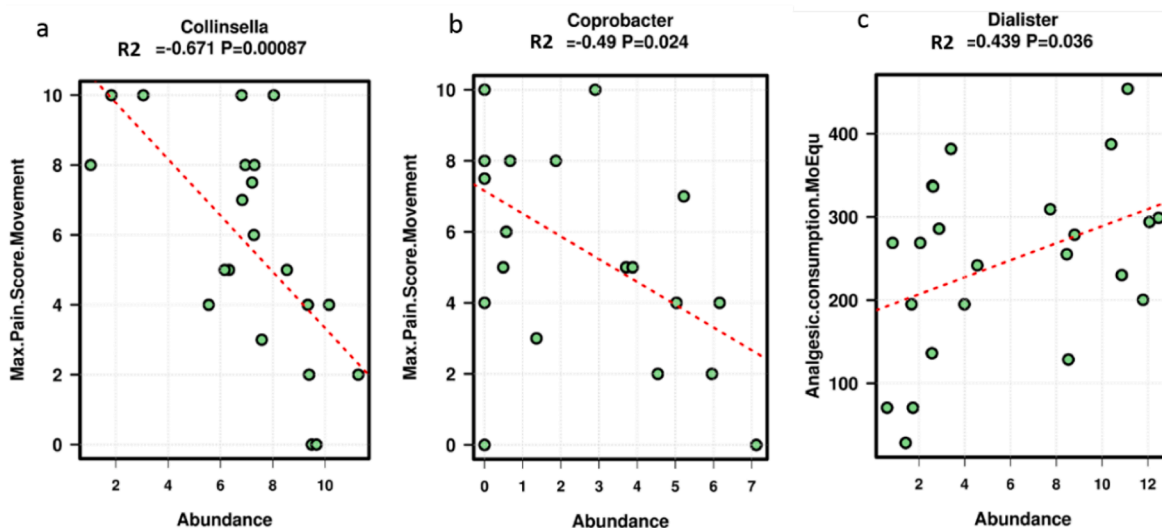 a
Collinsella
R2 =-0.671 P=0.00087
Max.Pain.Score.Movement
10
8
6
4
2
0
2 4 6 8 10
Abundance
b
Coprobacter
R2 =-0.49 P=0.024
Max.Pain.Score.Movement
10
8
6
4
2
0
0 1 2 3 4 5 6 7
Abundance
c
Dialister
R2 =0.439 P=0.036
Analgesic.consumption.MoEqu
400
300
200
100
2 4 6 8 10 12
Abundance